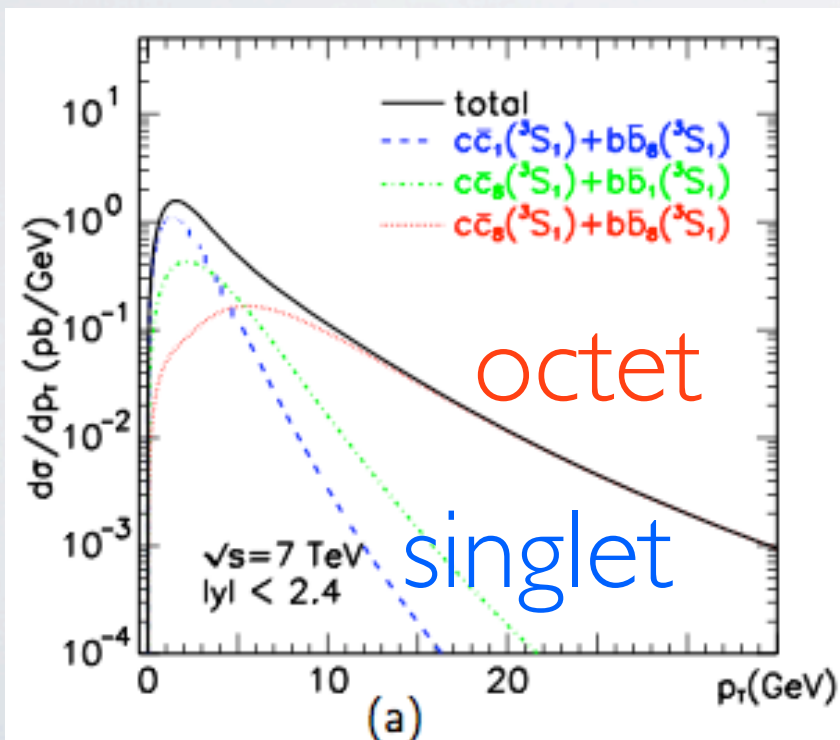 10¹
10⁰
10⁻¹
10⁻²
10⁻³
10⁻⁴
dσ/dp_T (pb/GeV)
total
cc̄₁(³S₁)+bb̄₈(³S₁)
cc̄₈(³S₁)+bb̄₁(³S₁)
cc̄₈(³S₁)+bb̄₈(³S₁)
octet
singlet
√s=7 TeV
|y| < 2.4
0
10
20
p_T(GeV)
(a)